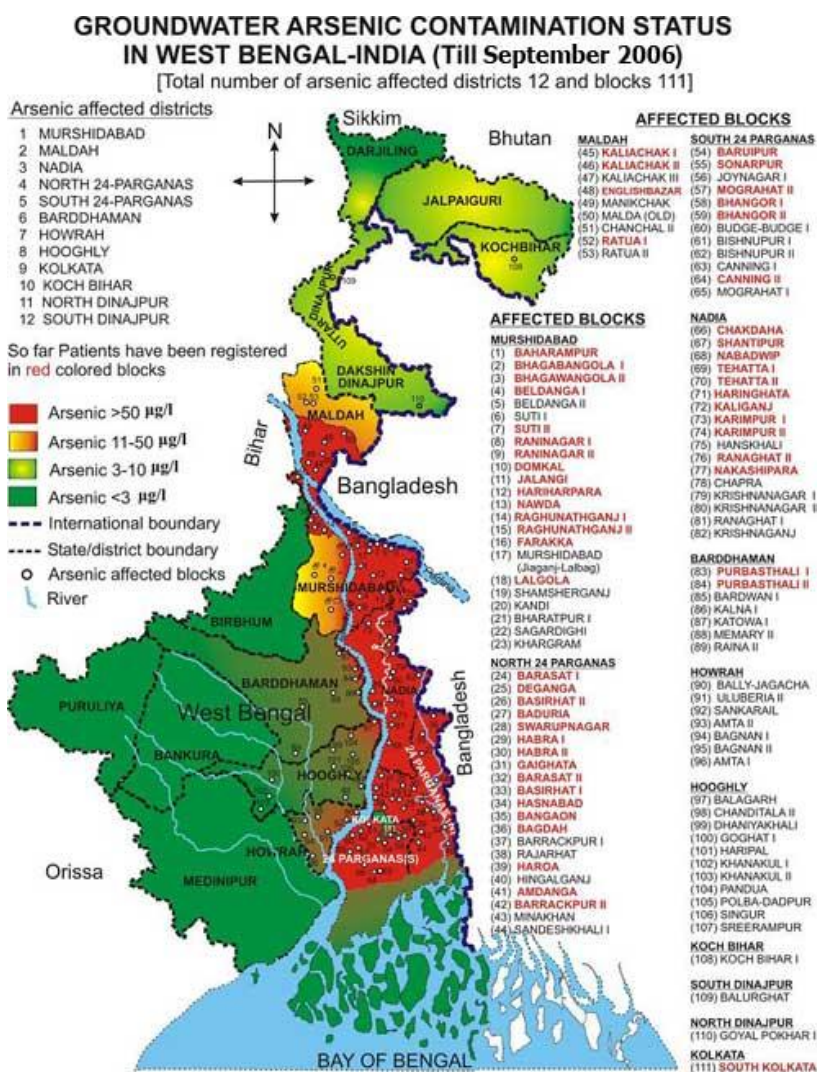 GROUNDWATER ARSENIC CONTAMINATION STATUS
IN WEST BENGAL-INDIA (Till September 2006)
[Total number of arsenic affected districts 12 and blocks 111]
Arsenic affected districts
1 MURSHIDABAD
2 MALDAH
3 NADIA
4 NORTH 24-PARGANAS
5 SOUTH 24-PARGANAS
6 BARDDHAMAN
7 HOWRAH
8 HOOGHLY
9 KOLKATA
10 KOCH BIHAR
11 NORTH DINAJPUR
12 SOUTH DINAJPUR
So far Patients have been registered
in red colored blocks
Arsenic >50 µg/l
Arsenic 11-50 µg/l
Arsenic 3-10 µg/l
Arsenic <3 µg/l
International boundary
State/district boundary
Arsenic affected blocks
River
N
Sikkim
Bhutan
DARJILING
JALPAIGURI
KOCHBIHAR
108
109
UTTAR DINAJPUR
DAKSHIN
DINAJPUR
110
MALDAH
Bihar
Bangladesh
MURSHIDABAD
BIRBHUM
BARDDHAMAN
NADIA
West Bengal
PURULIYA
BANKURA
HOOGHLY
Bangladesh
KOLKATA
HOWRAH
24 PARGANAS(S)
MEDINIPUR
Orissa
BAY OF BENGAL
AFFECTED BLOCKS
MURSHIDABAD
(1) BAHARAMPUR
(2) BHAGABANGOLA I
(3) BHAGAWANGOLA II
(4) BELDANGA I
(5) BELDANGA II
(6) SUTI I
(7) SUTI II
(8) RANINAGAR I
(9) RANINAGAR II
(10) DOMKAL
(11) JALANGI
(12) HARIHARPARA
(13) NAWDA
(14) RAGHUNATHGANJ I
(15) RAGHUNATHGANJ II
(16) FARAKKA
(17) MURSHIDABAD
(Jiaganj-Lalbag)
(18) LALGOLA
(19) SHAMSHERGANJ
(20) KANDI
(21) BHARATPUR I
(22) SAGARDIGHI
(23) KHARGRAM
NORTH 24 PARGANAS
(24) BARASAT I
(25) DEGANGA
(26) BASIRHAT II
(27) BADURIA
(28) SWARUPNAGAR
(29) HABRA I
(30) HABRA II
(31) GAIGHATA
(32) BARASAT II
(33) BASIRHAT I
(34) HASNABAD
(35) BANGAON
(36) BAGDAH
(37) BARRACKPUR I
(38) RAJARHAT
(39) HAROA
(40) HINGALGANJ
(41) AMDANGA
(42) BARRACKPUR II
(43) MINAKHAN
(44) SANDESHKHALI I
AFFECTED BLOCKS
MALDAH
(45) KALIACHAK I
(46) KALIACHAK II
(47) KALIACHAK III
(48) ENGLISHBAZAR
(49) MANIKCHAK
(50) MALDA (OLD)
(51) CHANCHAL II
(52) RATUA I
(53) RATUA II
SOUTH 24 PARGANAS
(54) BARUIPUR
(55) SONARPUR
(56) JOYNAGAR I
(57) MOGRAHAT II
(58) BHANGOR I
(59) BHANGOR II
(60) BUDGE-BUDGE I
(61) BISHNUPUR I
(62) BISHNUPUR II
(63) CANNING I
(64) CANNING II
(65) MOGRAHAT I
NADIA
(66) CHAKDAHA
(67) SHANTIPUR
(68) NABADWIP
(69) TEHATTA I
(70) TEHATTA II
(71) HARINGHATA
(72) KALIGANJ
(73) KARIMPUR I
(74) KARIMPUR II
(75) HANSKHALI
(76) RANAGHAT II
(77) NAKASHIPARA
(78) CHAPRA
(79) KRISHNANAGAR I
(80) KRISHNANAGAR II
(81) RANAGHAT I
(82) KRISHNGANJ
BARDDHAMAN
(83) PURBASTHALI I
(84) PURBASTHALI II
(85) BARDWAN I
(86) KALNA I
(87) KATOWA I
(88) MEMARY II
(89) RAINA II
HOWRAH
(90) BALLY-JAGACHA
(91) ULUBERIA II
(92) SANKARAIL
(93) AMTA II
(94) BAGNAN I
(95) BAGNAN II
(96) AMTA I
HOOGHLY
(97) BALAGARH
(98) CHANDITALA II
(99) DHANIYAKHALI
(100) GOGHAT I
(101) HARIPAL
(102) KHANAKUL I
(103) KHANAKUL II
(104) PANDUA
(105) POLBA-DADPUR
(106) SINGUR
(107) SREERAMPUR
KOCH BIHAR
(108) KOCH BIHAR I
SOUTH DINAJPUR
(109) BALURGHAT
NORTH DINAJPUR
(110) GOYAL POKHAR I
KOLKATA
(111) SOUTH KOLKATA